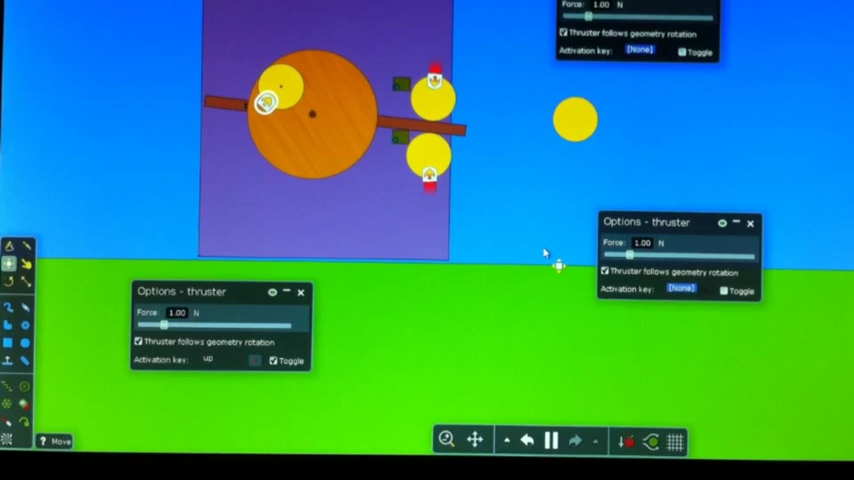 Force: 1.00 N
Thruster follows geometry rotation
Activation key: [None] Toggle
Options - thruster
Force: 1.00 N
Thruster follows geometry rotation
Activation key: [None] Toggle
Options - thruster
Force: 1.00 N
Thruster follows geometry rotation
Activation key: up Toggle
? Move